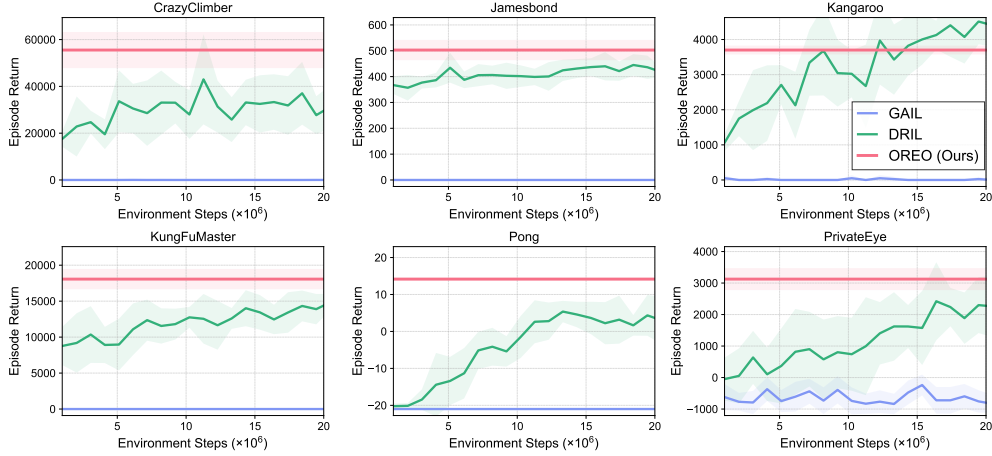 CrazyClimber
Episode Return
60000
40000
20000
0
5
10
15
20
Environment Steps (×10⁶)
Jamesbond
Episode Return
600
500
400
300
200
100
0
5
10
15
20
Environment Steps (×10⁶)
Kangaroo
Episode Return
4000
3000
2000
1000
0
GAIL
DRIL
OREO (Ours)
5
10
15
20
Environment Steps (×10⁶)
KungFuMaster
Episode Return
20000
15000
10000
5000
0
5
10
15
20
Environment Steps (×10⁶)
Pong
Episode Return
20
10
0
−10
−20
5
10
15
20
Environment Steps (×10⁶)
PrivateEye
Episode Return
4000
3000
2000
1000
0
−1000
5
10
15
20
Environment Steps (×10⁶)